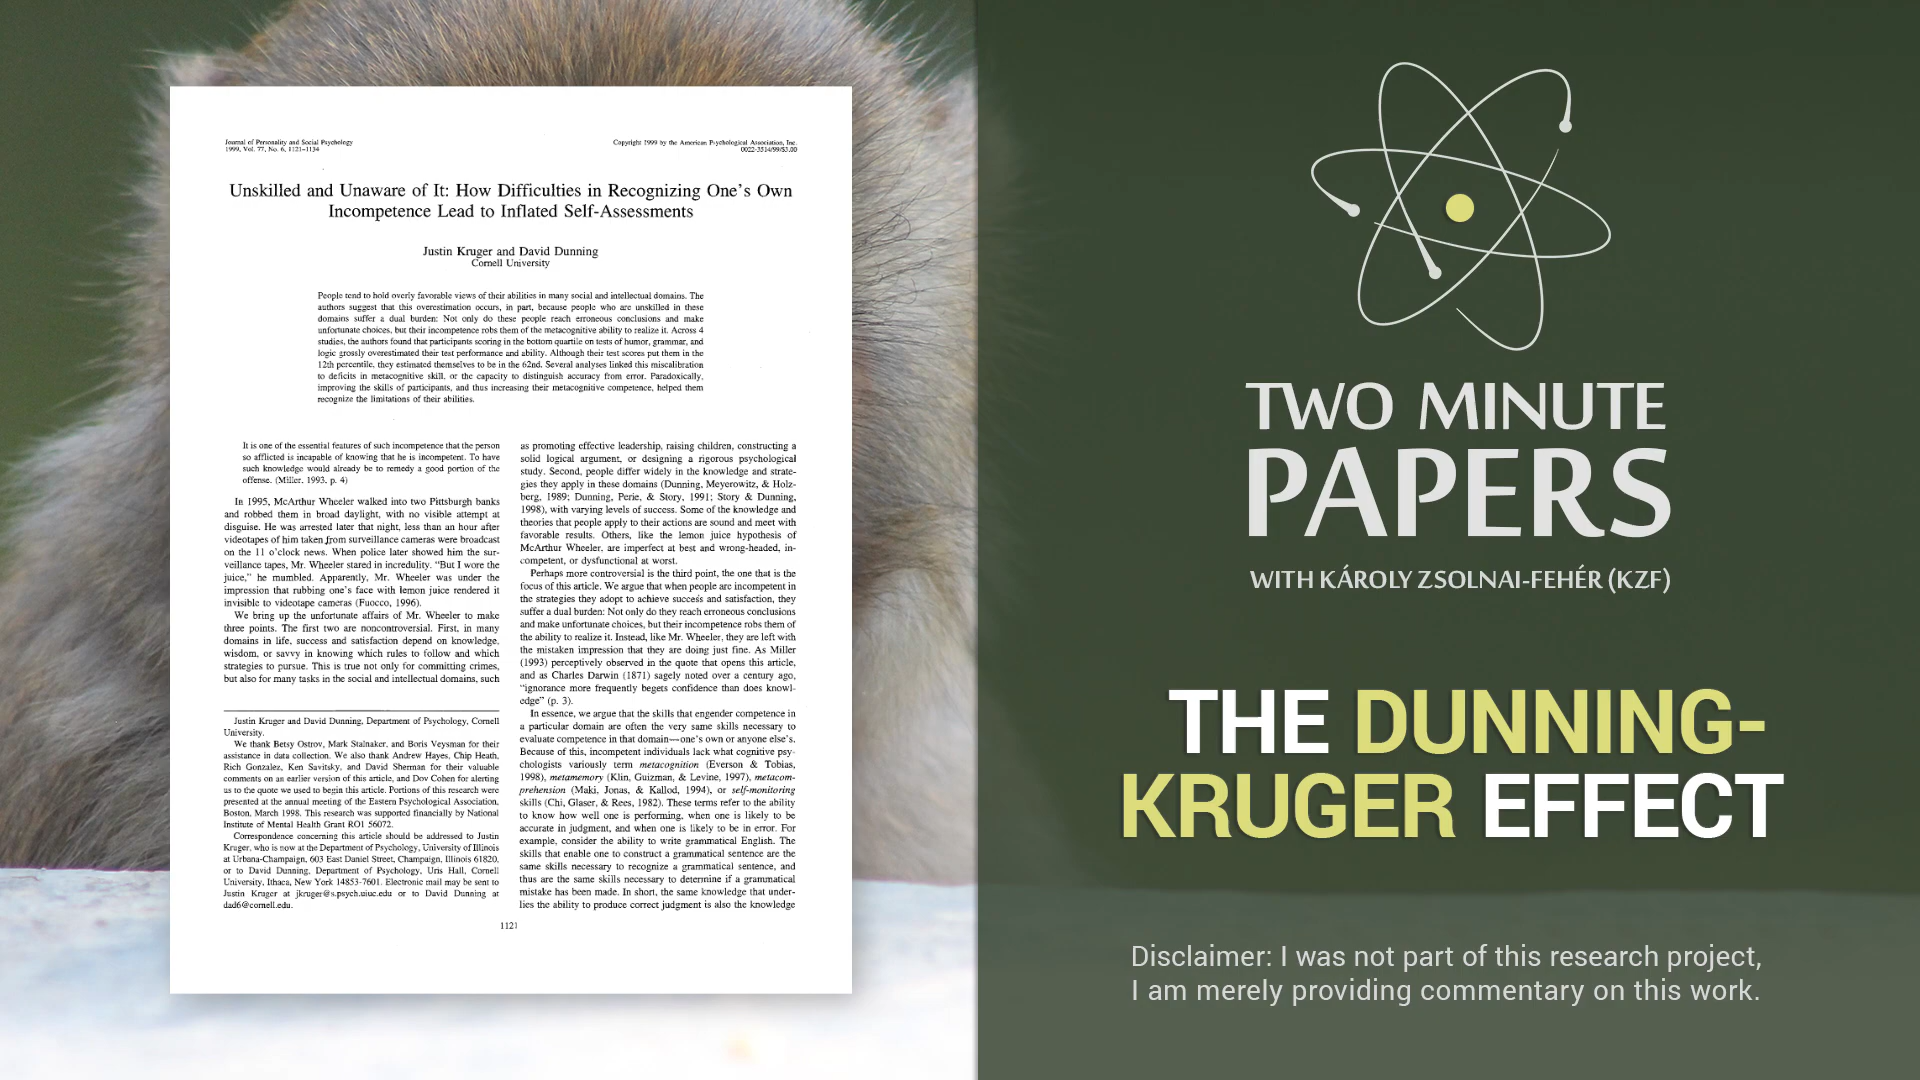 Journal of Personality and Social Psychology
1999, Vol. 77, No. 6, 1121-1134
Copyright 1999 by the American Psychological Association, Inc.
0022-3514/99/$3.00
Unskilled and Unaware of It: How Difficulties in Recognizing One's Own
Incompetence Lead to Inflated Self-Assessments
Justin Kruger and David Dunning
Cornell University
People tend to hold overly favorable views of their abilities in many social and intellectual domains. The
authors suggest that this overestimation occurs, in part, because people who are unskilled in these
domains suffer a dual burden: Not only do these people reach erroneous conclusions and make
unfortunate choices, but their incompetence robs them of the metacognitive ability to realize it. Across 4
studies, the authors found that participants scoring in the bottom quartile on tests of humor, grammar, and
logic grossly overestimated their test performance and ability. Although their test scores put them in the
12th percentile, they estimated themselves to be in the 62nd. Several analyses linked this miscalibration
to deficits in metacognitive skill, or the capacity to distinguish accuracy from error. Paradoxically,
improving the skills of participants, and thus increasing their metacognitive competence, helped them
recognize the limitations of their abilities.
It is one of the essential features of such incompetence that the person
so afflicted is incapable of knowing that he is incompetent. To have
such knowledge would already be to remedy a good portion of the
offense. (Miller, 1993, p. 4)
In 1995, McArthur Wheeler walked into two Pittsburgh banks
and robbed them in broad daylight, with no visible attempt at
disguise. He was arrested later that night, less than an hour after
videotapes of him taken from surveillance cameras were broadcast
on the 11 o'clock news. When police later showed him the sur-
veillance tapes, Mr. Wheeler stared in incredulity. "But I wore the
juice," he mumbled. Apparently, Mr. Wheeler was under the
impression that rubbing one's face with lemon juice rendered it
invisible to videotape cameras (Fuocco, 1996).
We bring up the unfortunate affairs of Mr. Wheeler to make
three points. The first two are noncontroversial. First, in many
domains in life, success and satisfaction depend on knowledge,
wisdom, or savvy in knowing which rules to follow and which
strategies to pursue. This is true not only for committing crimes,
but also for many tasks in the social and intellectual domains, such
Justin Kruger and David Dunning, Department of Psychology, Cornell
University.
We thank Betsy Ostrov, Mark Stalnaker, and Boris Veysman for their
assistance in data collection. We also thank Andrew Hayes, Chip Heath,
Rich Gonzalez, Ken Savitsky, and David Sherman for their valuable
comments on an earlier version of this article, and Dov Cohen for alerting
us to the quote we used to begin this article. Portions of this research were
presented at the annual meeting of the Eastern Psychological Association,
Boston, March 1998. This research was supported financially by National
Institute of Mental Health Grant RO1 56072.
Correspondence concerning this article should be addressed to Justin
Kruger, who is now at the Department of Psychology, University of Illinois
at Urbana-Champaign, 603 East Daniel Street, Champaign, Illinois 61820,
or to David Dunning, Department of Psychology, Uris Hall, Cornell
University, Ithaca, New York 14853-7601. Electronic mail may be sent to
Justin Kruger at jkruger@s.psych.uiuc.edu or to David Dunning at
dad6@cornell.edu.
as promoting effective leadership, raising children, constructing a
solid logical argument, or designing a rigorous psychological
study. Second, people differ widely in the knowledge and strate-
gies they apply in these domains (Dunning, Meyerowitz, & Holz-
berg, 1989; Dunning, Perie, & Story, 1991; Story & Dunning,
1998), with varying levels of success. Some of the knowledge and
theories that people apply to their actions are sound and meet with
favorable results. Others, like the lemon juice hypothesis of
McArthur Wheeler, are imperfect at best and wrong-headed, in-
competent, or dysfunctional at worst.
Perhaps more controversial is the third point, the one that is the
focus of this article. We argue that when people are incompetent in
the strategies they adopt to achieve success and satisfaction, they
suffer a dual burden: Not only do they reach erroneous conclusions
and make unfortunate choices, but their incompetence robs them of
the ability to realize it. Instead, like Mr. Wheeler, they are left with
the mistaken impression that they are doing just fine. As Miller
(1993) perceptively observed in the quote that opens this article,
and as Charles Darwin (1871) sagely noted over a century ago,
"ignorance more frequently begets confidence than does knowl-
edge" (p. 3).
In essence, we argue that the skills that engender competence in
a particular domain are often the very same skills necessary to
evaluate competence in that domain—one's own or anyone else's.
Because of this, incompetent individuals lack what cognitive psy-
chologists variously term metacognition (Everson & Tobias,
1998), metamemory (Klin, Guizman, & Levine, 1997), metacom-
prehension (Maki, Jonas, & Kallod, 1994), or self-monitoring
skills (Chi, Glaser, & Rees, 1982). These terms refer to the ability
to know how well one is performing, when one is likely to be
accurate in judgment, and when one is likely to be in error. For
example, consider the ability to write grammatical English. The
skills that enable one to construct a grammatical sentence are the
same skills necessary to recognize a grammatical sentence, and
thus are the same skills necessary to determine if a grammatical
mistake has been made. In short, the same knowledge that under-
lies the ability to produce correct judgment is also the knowledge
1121
TWO MINUTE
PAPERS
WITH KÁROLY ZSOLNAI-FEHÉR (KZF)
THE DUNNING-
KRUGER EFFECT
Disclaimer: I was not part of this research project,
I am merely providing commentary on this work.